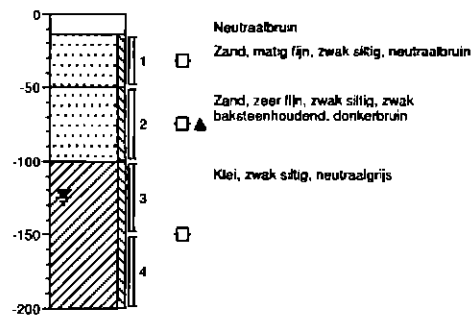 0
Neutraalbruin
1
Zand, matig fijn, zwak siltig, neutraalbruin
-50
2
Zand, zeer fijn, zwak siltig, zwak
baksteenhoudend, donkerbruin
-100
3
Klei, zwak siltig, neutraalgrijs
-150
4
-200